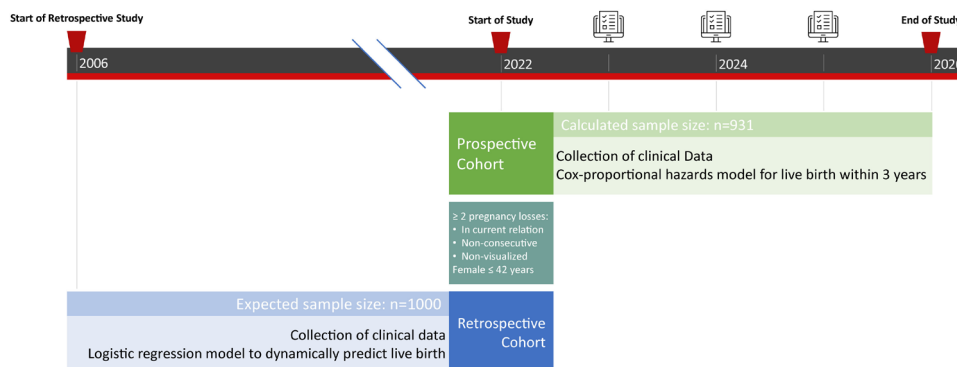 Start of Retrospective Study
Start of Study
End of Study
2006
2022
2024
Prospective
Cohort
Calculated sample size: n=931
Collection of clinical Data
Cox-proportional hazards model for live birth within 3 years
≥ 2 pregnancy losses:
• In current relation
• Non-consecutive
• Non-visualized
Female ≤ 42 years
Expected sample size: n=1000
Collection of clinical data
Logistic regression model to dynamically predict live birth
Retrospective
Cohort